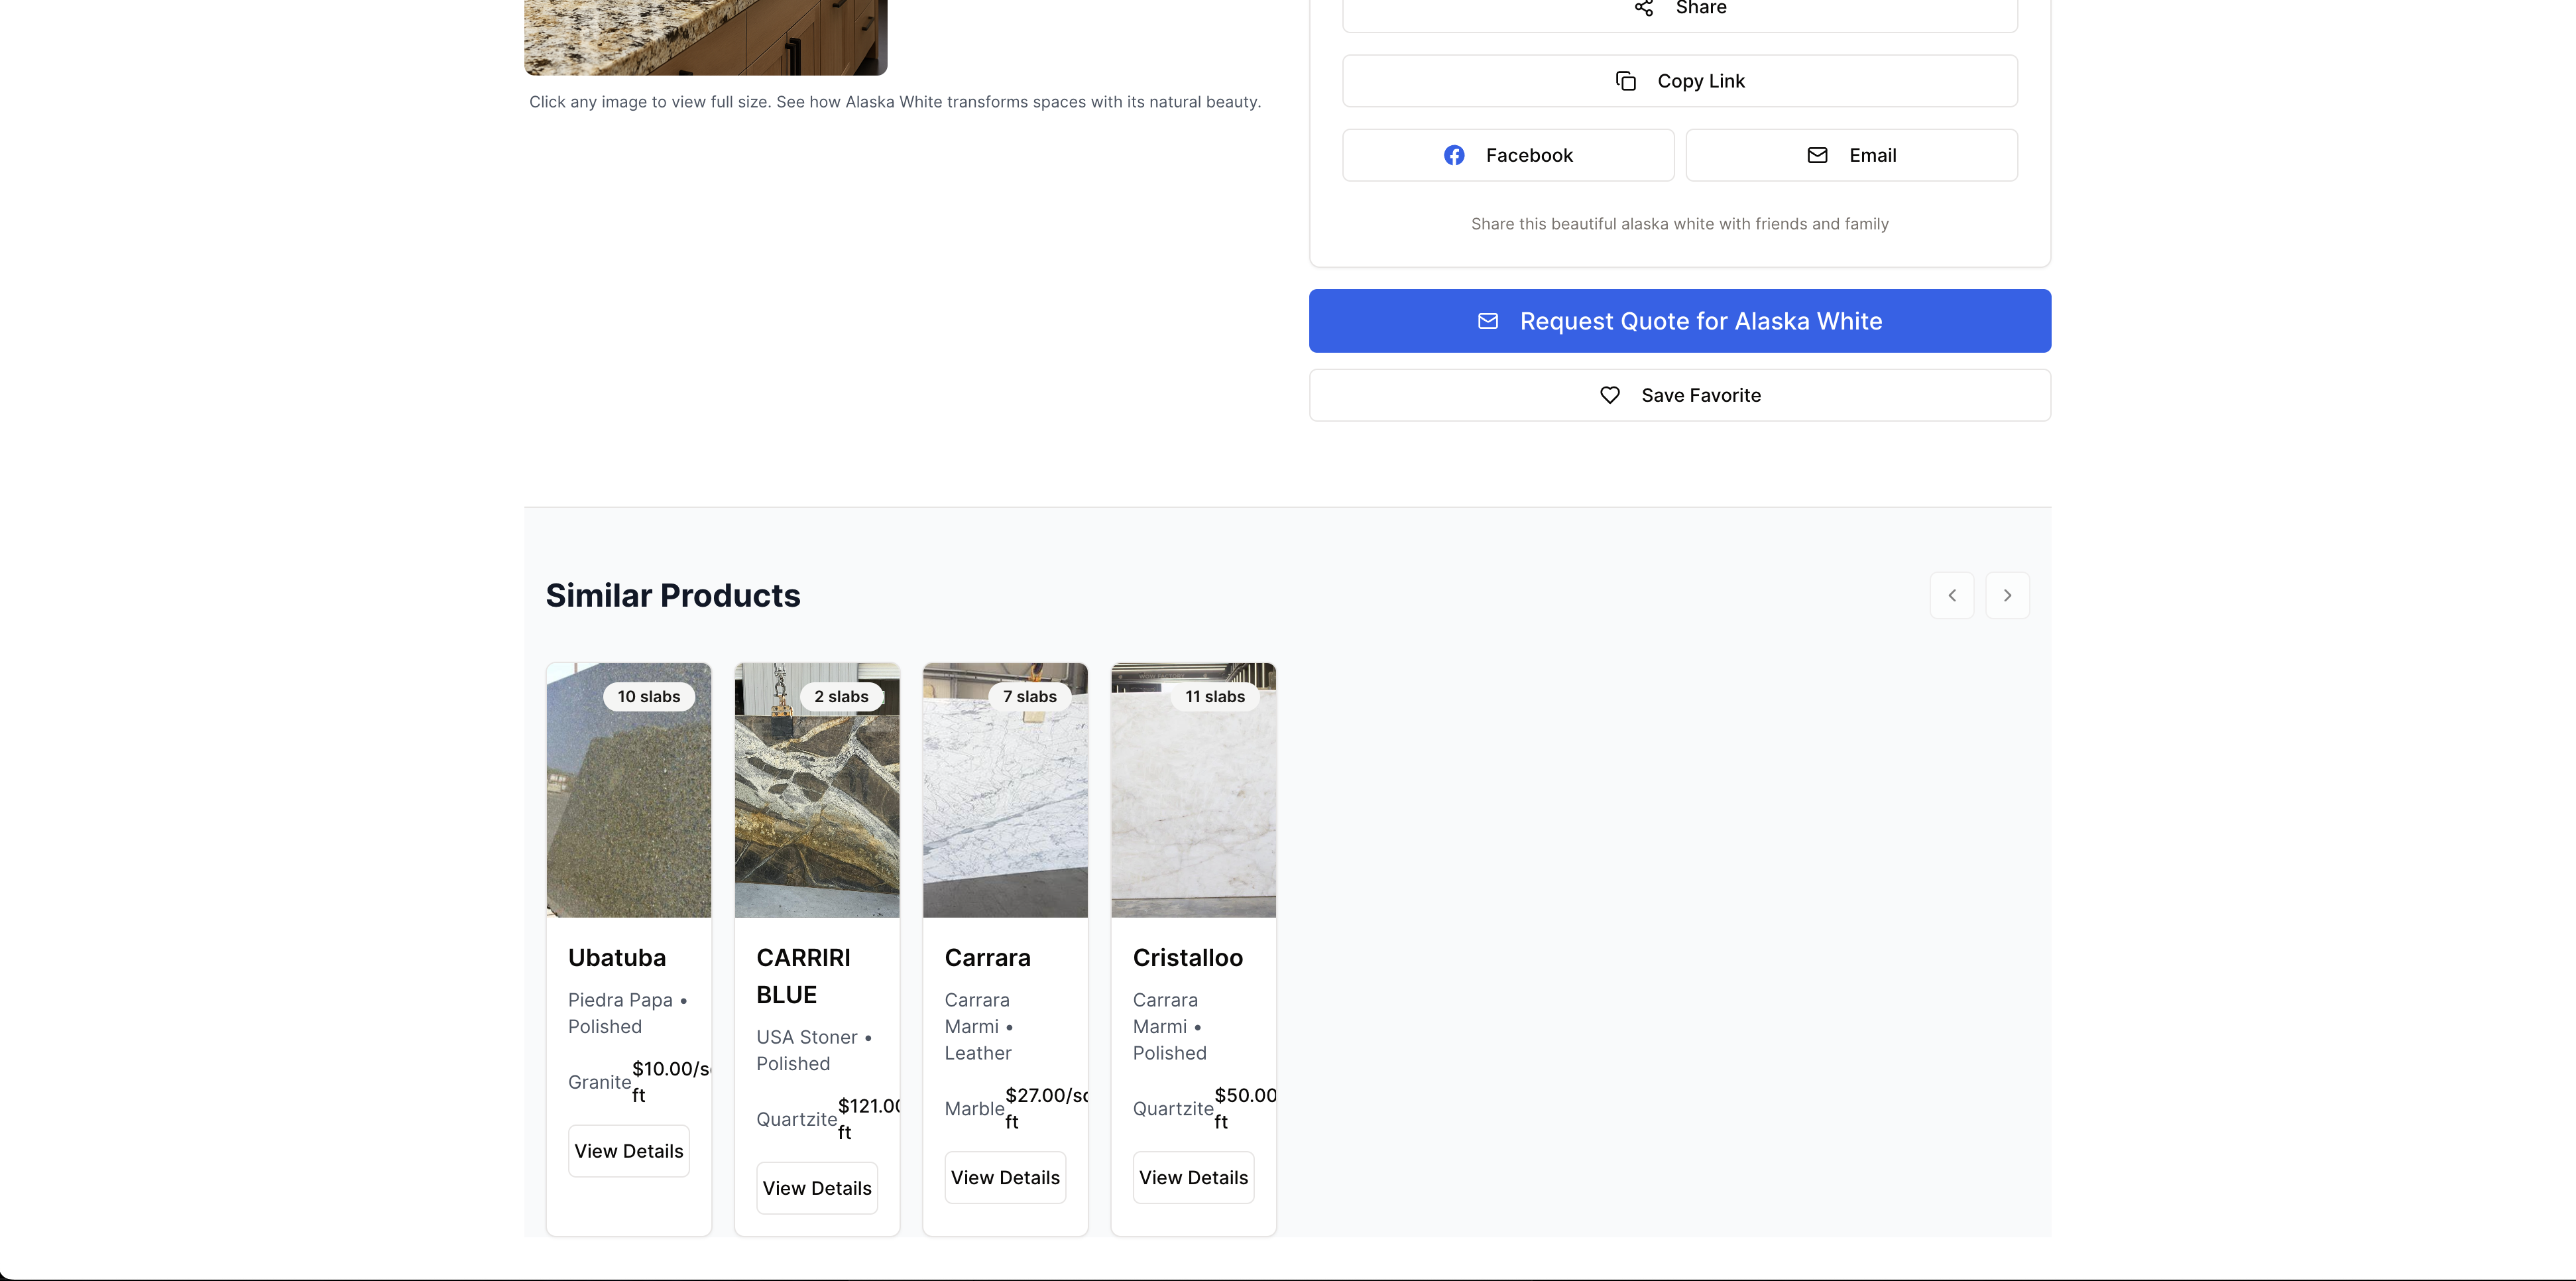 Share
Copy Link
Click any image to view full size. See how Alaska White transforms spaces with its natural beauty.
Facebook
Email
Share this beautiful alaska white with friends and family
Request Quote for Alaska White
Save Favorite
Similar Products
10 slabs
Ubatuba
Piedra Papa •
Polished
Granite
$10.00/s
ft
View Details
2 slabs
CARRIRI
BLUE
USA Stoner •
Polished
Quartzite
$121.00
ft
View Details
7 slabs
Carrara
Carrara
Marmi •
Leather
Marble
$27.00/sq
ft
View Details
11 slabs
Cristalloo
Carrara
Marmi •
Polished
Quartzite
$50.00
ft
View Details